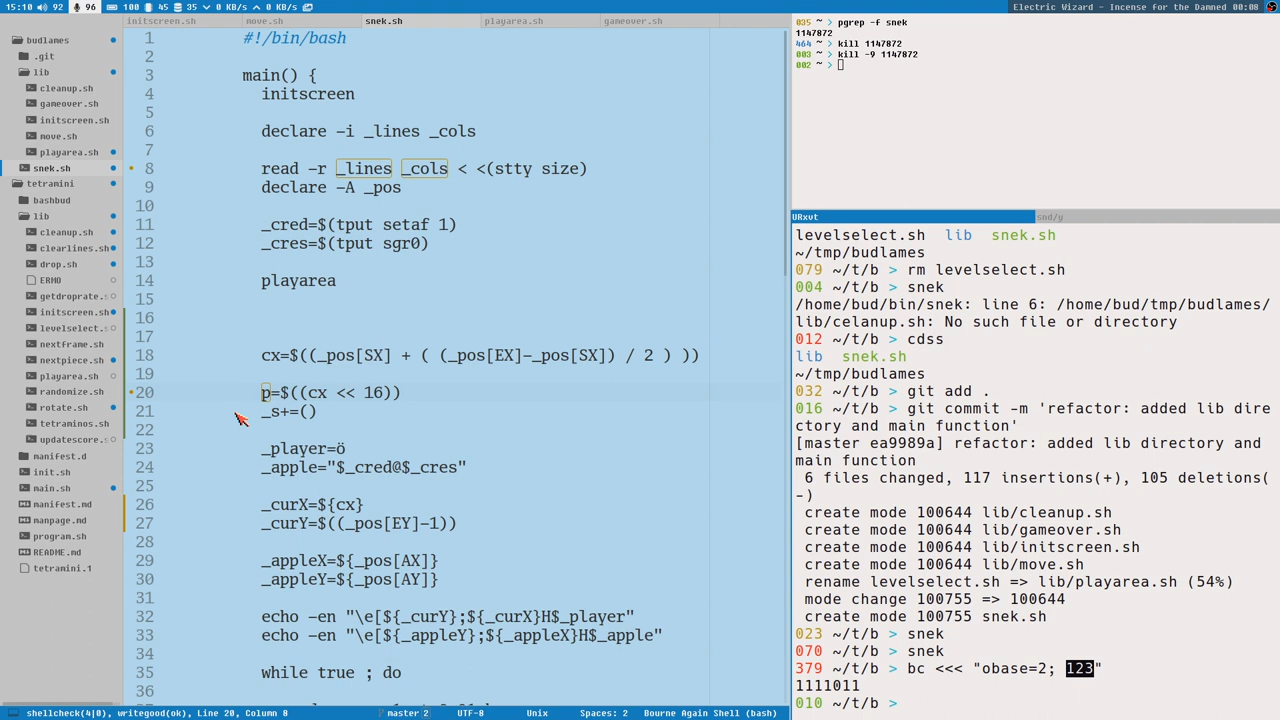 15:10 92 96 100 45 35 0 KB/s 0 KB/s
Electric Wizard - Incense for the Damned 00:08
budlames
.git
lib
cleanup.sh
gameover.sh
initscreen.sh
move.sh
playarea.sh
snek.sh
tetramini
bashbud
lib
cleanup.sh
clearlines.sh
drop.sh
ERMO
getdroprate.s
initscreen.sh
levelselect.s
nextframe.sh
nextpiece.sh
playarea.sh
randomize.sh
rotate.sh
tetraminos.sh
updatescore.s
manifest.d
init.sh
main.sh
manifest.md
manpage.md
program.sh
README.md
tetramini.1
initscreen.sh move.sh snek.sh playarea.sh gameover.sh
1 #!/bin/bash
2
3 main() {
4 initscreen
5
6 declare -i _lines _cols
7
8 read -r _lines _cols < <(stty size)
9 declare -A _pos
10
11 _cred=$(tput setaf 1)
12 _cres=$(tput sgr0)
13
14 playarea
15
16
17
18 cx=$((_pos[SX] + ( (_pos[EX]-_pos[SX]) / 2 ) ))
19
20 p=$((cx << 16))
21 _s+=()
22
23 _player=ö
24 _apple="$_cred@$_cres"
25
26 _curX=${cx}
27 _curY=$((_pos[EY]-1))
28
29 _appleX=${_pos[AX]}
30 _appleY=${_pos[AY]}
31
32 echo -en "\e[${_curY};${_curX}H$_player"
33 echo -en "\e[${_appleY};${_appleX}H$_apple"
34
35 while true ; do
36
shellcheck(4|0), writegood(ok), Line 20, Column 8 master 2 UTF-8 Unix Spaces: 2 Bourne Again Shell (bash)
035 ~ > pgrep -f snek
1147872
464 ~ > kill 1147872
003 ~ > kill -9 1147872
002 ~ >
URxvt snd/y
levelselect.sh lib snek.sh
~/tmp/budlames
079 ~/t/b > rm levelselect.sh
004 ~/t/b > snek
/home/bud/bin/snek: line 6: /home/bud/tmp/budlames/
lib/celanup.sh: No such file or directory
012 ~/t/b > cdss
lib snek.sh
~/tmp/budlames
032 ~/t/b > git add .
016 ~/t/b > git commit -m 'refactor: added lib dire
ctory and main function'
[master ea9989a] refactor: added lib directory and
main function
6 files changed, 117 insertions(+), 105 deletions(
-)
create mode 100644 lib/cleanup.sh
create mode 100644 lib/gameover.sh
create mode 100644 lib/initscreen.sh
create mode 100644 lib/move.sh
rename levelselect.sh => lib/playarea.sh (54%)
mode change 100755 => 100644
create mode 100755 snek.sh
023 ~/t/b > snek
070 ~/t/b > snek
379 ~/t/b > bc <<< "obase=2; 123"
1111011
010 ~/t/b >